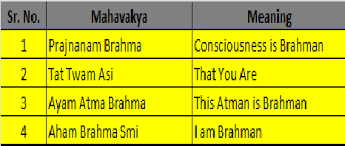 Sr. No. Mahavakya Meaning
1 Prajnanam Brahma Consciousness is Brahman
2 Tat Twam Asi That You Are
3 Ayam Atma Brahma This Atman is Brahman
4 Aham Brahma Smi I am Brahman